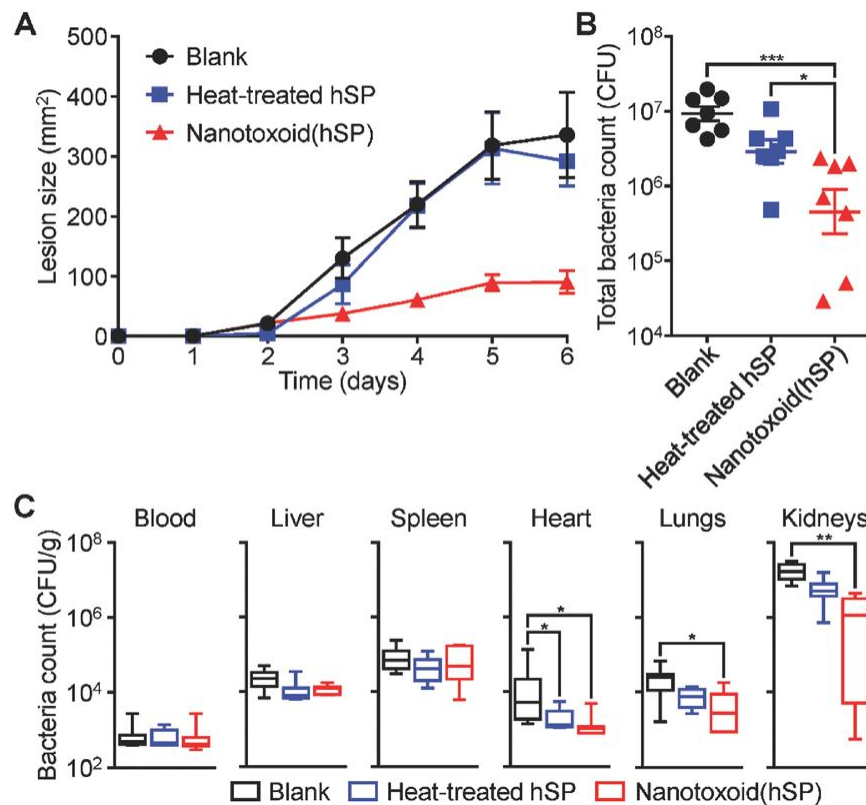 A
Lesion size (mm²)
500
400
300
200
100
0
Blank
Heat-treated hSP
Nanotoxoid(hSP)
0 1 2 3 4 5 6
Time (days)
B
Total bacteria count (CFU)
10⁸
10⁷
10⁶
10⁵
10⁴
***
*
Blank
Heat-treated hSP
Nanotoxoid(hSP)
C
Bacteria count (CFU/g)
10⁸
10⁶
10⁴
10²
Blood Liver Spleen Heart Lungs Kidneys
*
*
*
**
Blank Heat-treated hSP Nanotoxoid(hSP)